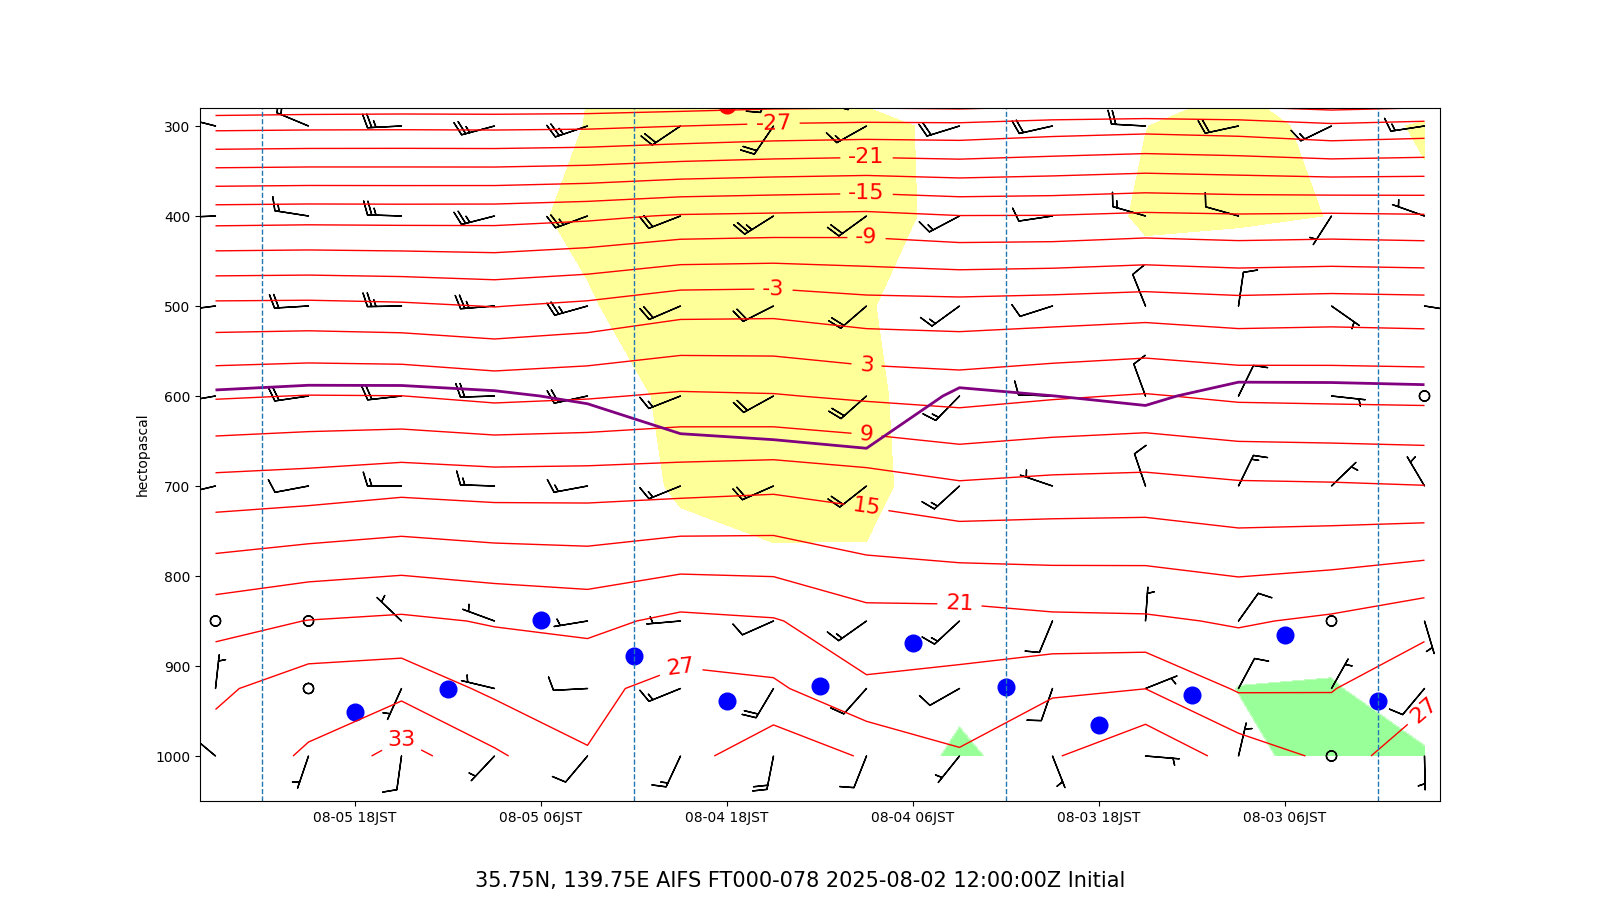 300
400
500
600
700
800
900
1000
hectopascal
-27
-21
-15
-9
-3
3
9
15
21
27
27
33
08-05 18JST
08-05 06JST
08-04 18JST
08-04 06JST
08-03 18JST
08-03 06JST
35.75N, 139.75E AIFS FT000-078 2025-08-02 12:00:00Z Initial